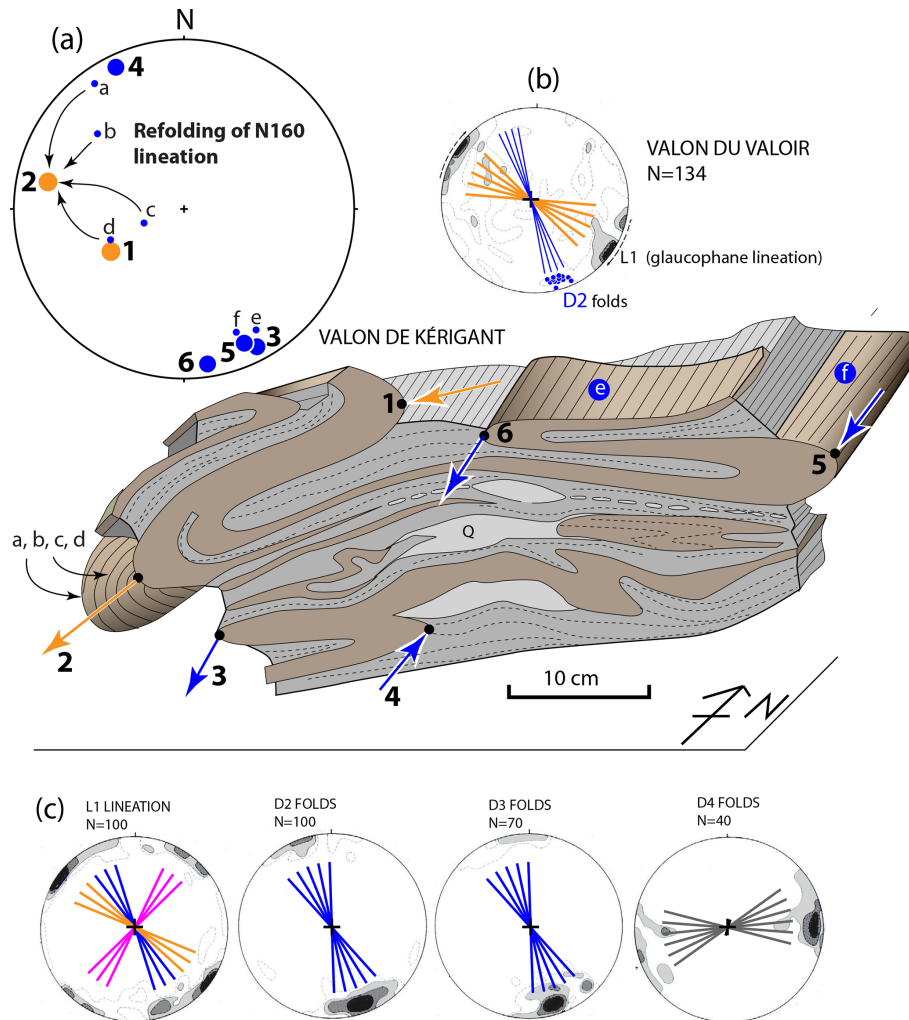 (a)
N
4
a
b
Refolding of N160
lineation
2
c
d
1
f
e
3
5
6
(b)
VALON DU VALOIR
N=134
L1 (glaucophane lineation)
D2 folds
VALON DE KÉRIGANT
1
e
f
6
5
Q
a, b, c, d
2
3
4
10 cm
N
(c)
L1 LINEATION
N=100
D2 FOLDS
N=100
D3 FOLDS
N=70
D4 FOLDS
N=40